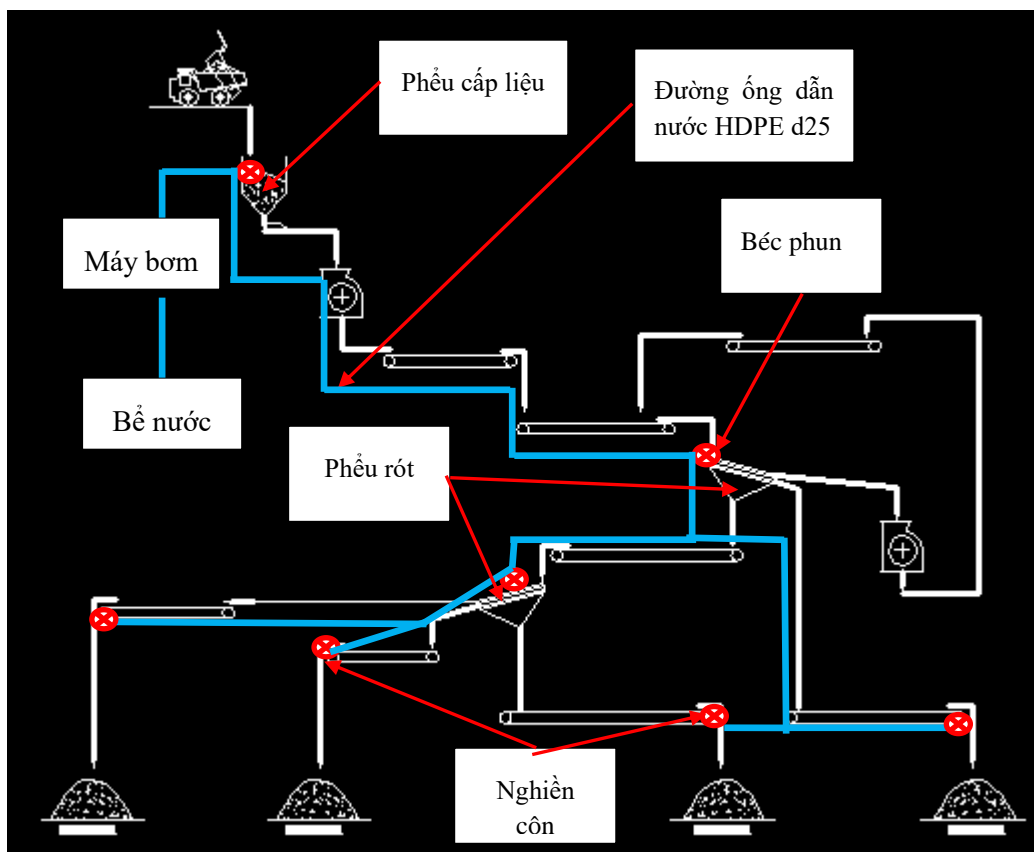 Phểu cấp liệu
Đường ống dẫn
nước HDPE d25
Máy bơm
Béc phun
Bể nước
Phểu rót
Nghiền
côn